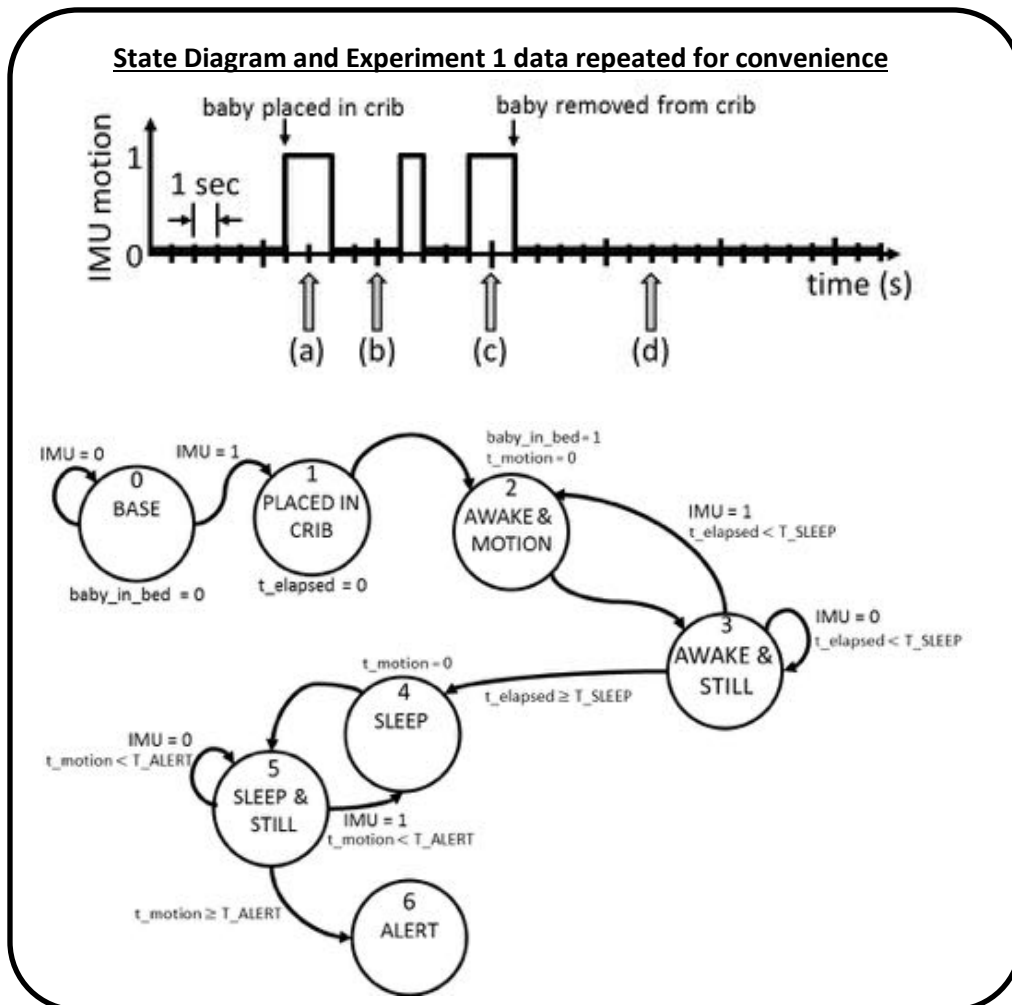 State Diagram and Experiment 1 data repeated for convenience
baby placed in crib
baby removed from crib
IMU motion
1
0
1 sec
time (s)
(a)
(b)
(c)
(d)
IMU = 0
IMU = 1
0
BASE
baby_in_bed = 0
1
PLACED IN
CRIB
t_elapsed = 0
baby_in_bed = 1
t_motion = 0
2
AWAKE &
MOTION
IMU = 1
t_elapsed < T_SLEEP
3
AWAKE &
STILL
IMU = 0
t_elapsed < T_SLEEP
t_elapsed ≥ T_SLEEP
t_motion = 0
4
SLEEP
IMU = 0
t_motion < T_ALERT
5
SLEEP &
STILL
IMU = 1
t_motion < T_ALERT
t_motion ≥ T_ALERT
6
ALERT